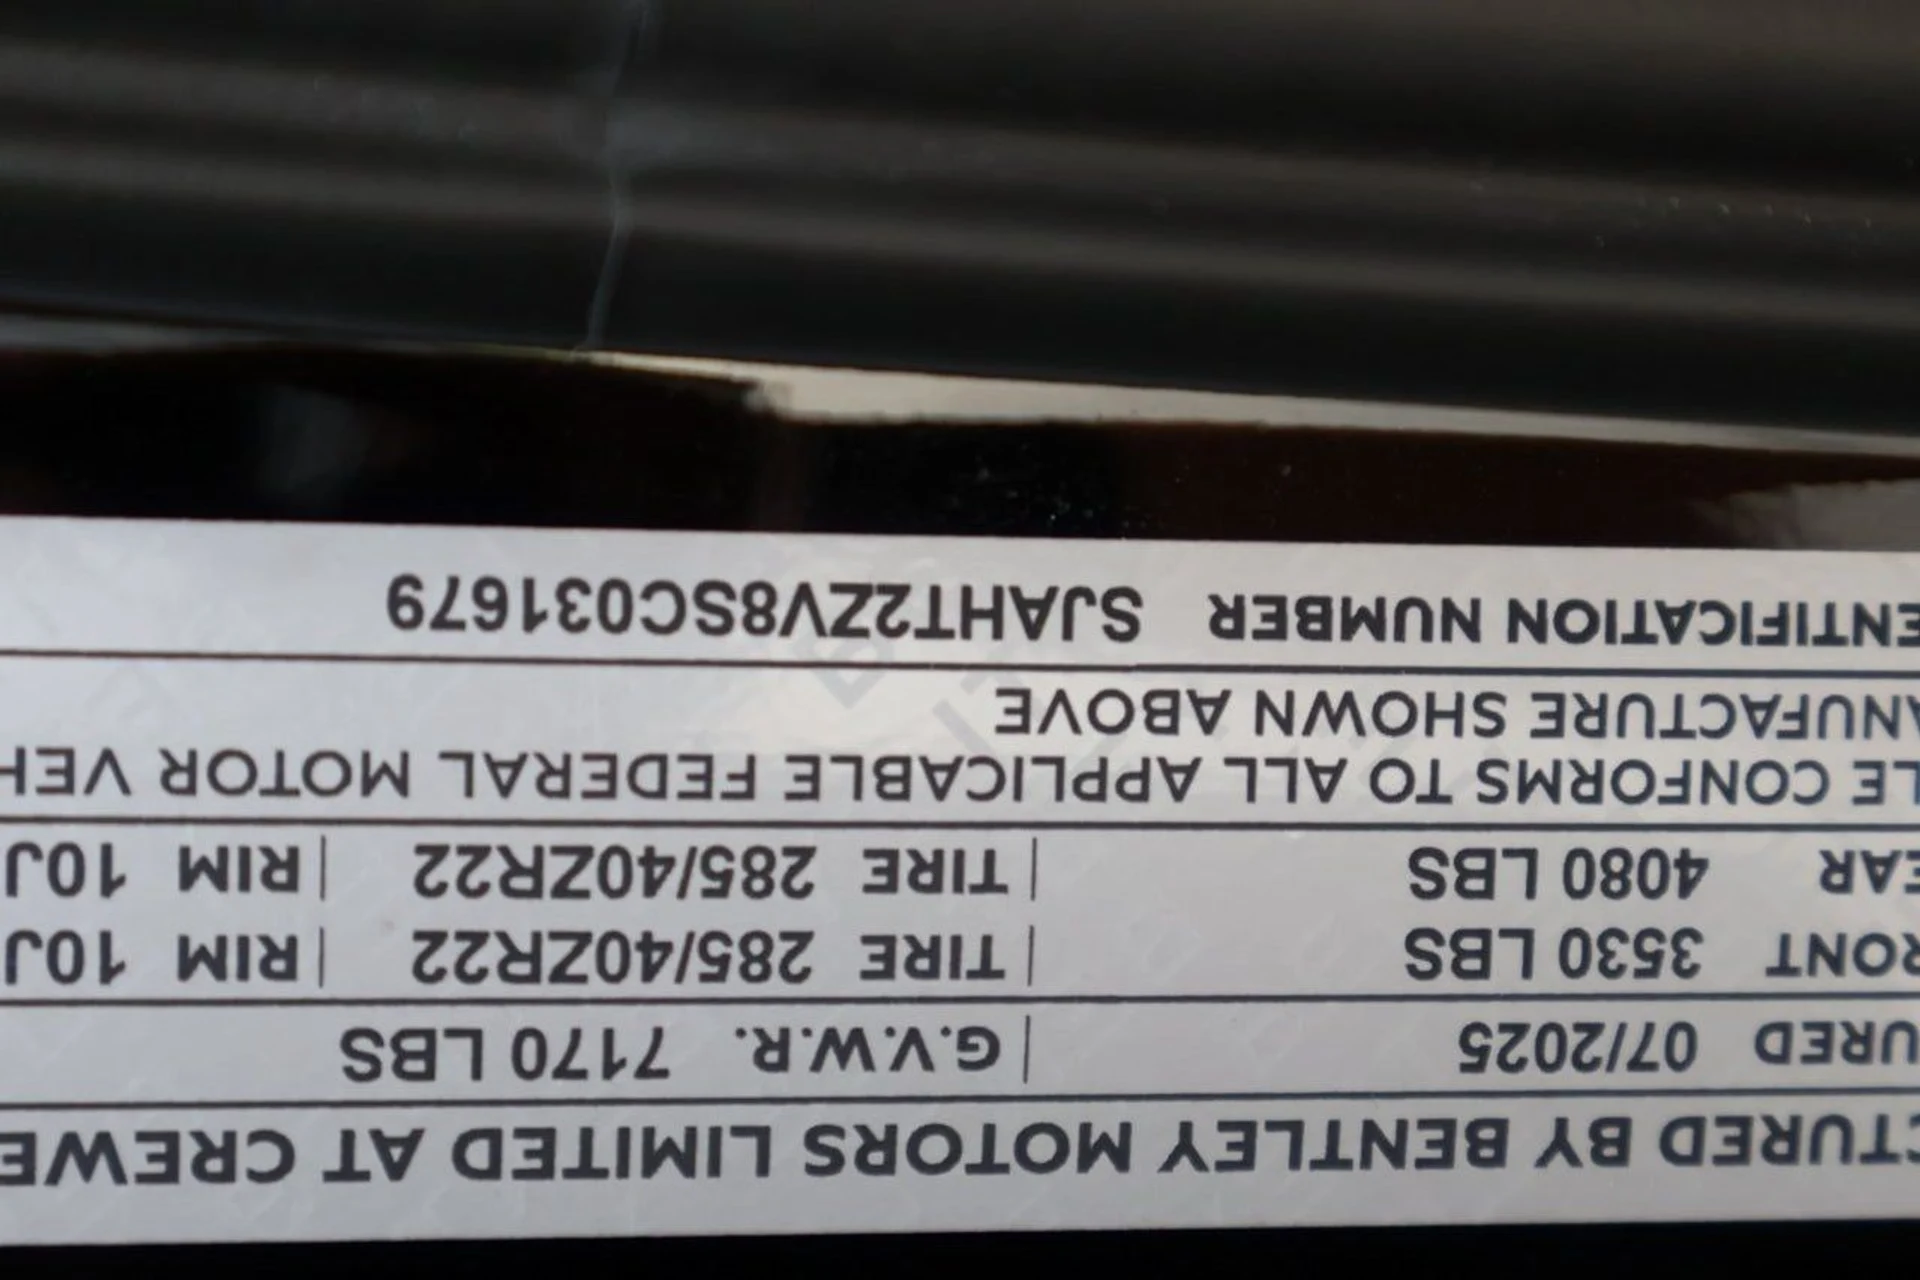 CTURED BY BENTLEY MOTORS LIMITED AT CREWE
URED 07/2025 | G.V.W.R. 7170 LBS
RONT 3530 LBS | TIRE 285/40ZR22 | RIM 10J
EAR 4080 LBS | TIRE 285/40ZR22 | RIM 10J
LE CONFORMS TO ALL APPLICABLE FEDERAL MOTOR VEH
ANUFACTURE SHOWN ABOVE
ENTIFICATION NUMBER SJAHT2ZV8SC031679